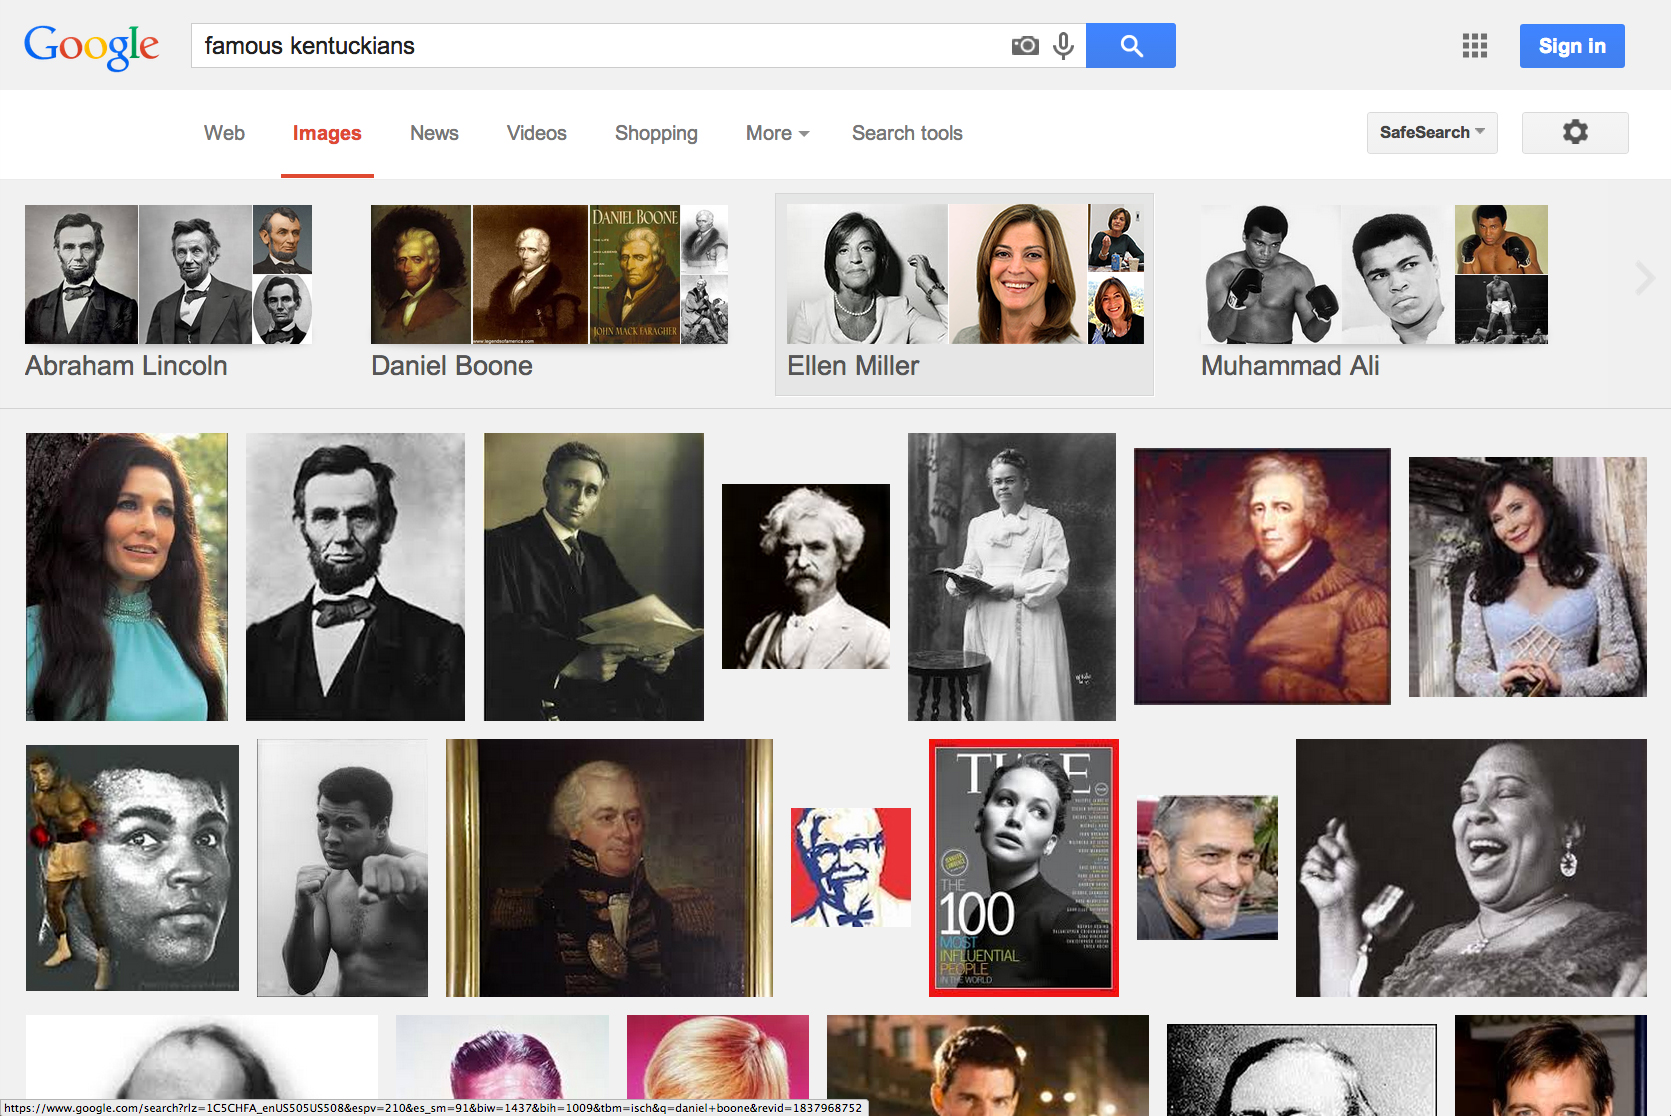 Google
famous kentuckians
Sign in
Web Images News Videos Shopping More Search tools
SafeSearch
DANIEL BOONE
JOHN MACK FARAGHER
www.legendsofamerica.com
Abraham Lincoln
Daniel Boone
Ellen Miller
Muhammad Ali
TIME
THE
100
MOST
INFLUENTIAL
PEOPLE
IN THE WORLD
https://www.google.com/search?rlz=1C5CHFA_enUS505US508&espv=210&es_sm=91&biw=1437&bih=1009&tbm=isch&q=daniel+boone&revid=1837968752